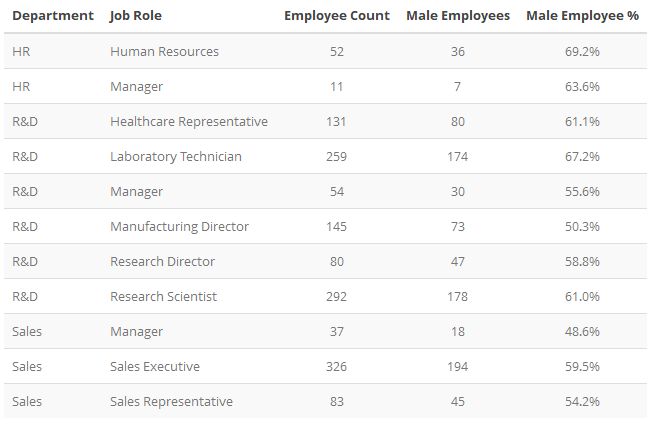 Department Job Role Employee Count Male Employees Male Employee %
HR Human Resources 52 36 69.2%
HR Manager 11 7 63.6%
R&D Healthcare Representative 131 80 61.1%
R&D Laboratory Technician 259 174 67.2%
R&D Manager 54 30 55.6%
R&D Manufacturing Director 145 73 50.3%
R&D Research Director 80 47 58.8%
R&D Research Scientist 292 178 61.0%
Sales Manager 37 18 48.6%
Sales Sales Executive 326 194 59.5%
Sales Sales Representative 83 45 54.2%